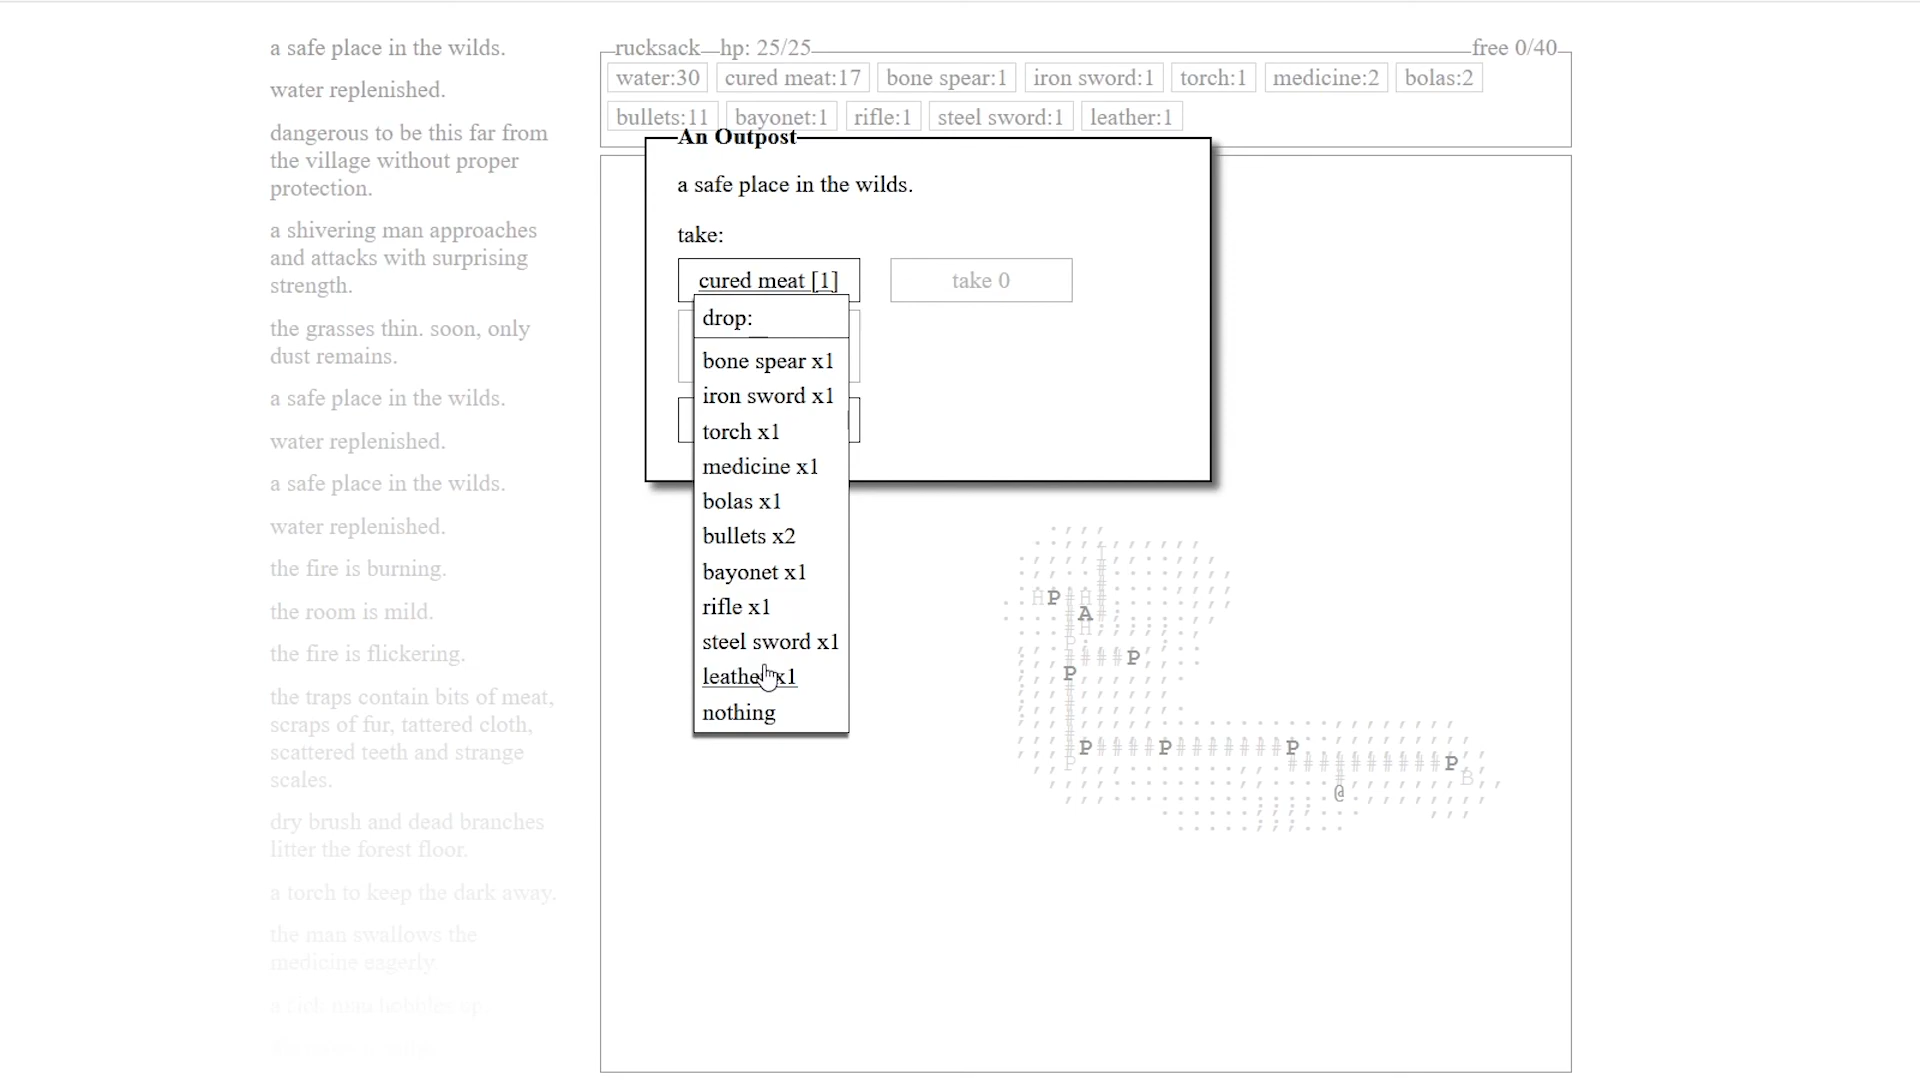 a safe place in the wilds.
water replenished.
dangerous to be this far from
the village without proper
protection.
a shivering man approaches
and attacks with surprising
strength.
the grasses thin. soon, only
dust remains.
a safe place in the wilds.
water replenished.
a safe place in the wilds.
water replenished.
the fire is burning.
the room is mild.
the fire is flickering.
the traps contain bits of meat,
scraps of fur, tattered cloth,
scattered teeth and strange
scales.
dry brush and dead branches
litter the forest floor.
a torch to keep the dark away.
the man swallows the
medicine eagerly
a sick man hobbles up.
rucksack hp: 25/25 free 0/40
water:30 cured meat:17 bone spear:1 iron sword:1 torch:1 medicine:2 bolas:2
bullets:11 bayonet:1 rifle:1 steel sword:1 leather:1
An Outpost
a safe place in the wilds.
take:
cured meat [1] take 0
drop:
bone spear x1
iron sword x1
torch x1
medicine x1
bolas x1
bullets x2
bayonet x1
rifle x1
steel sword x1
leather x1
nothing